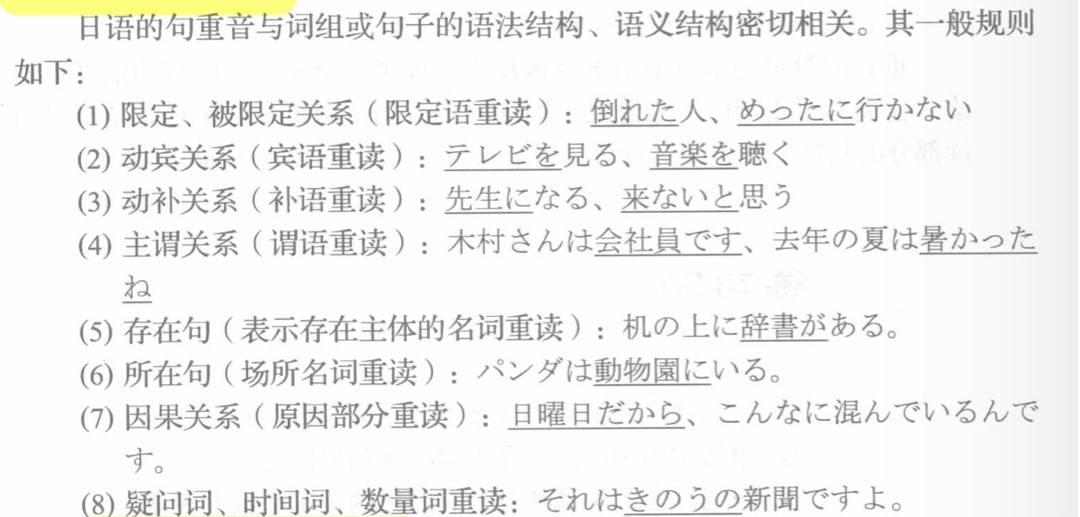 日语的句重音与词组或句子的语法结构、语义结构密切相关。其一般规则
如下：
(1) 限定、被限定关系（限定语重读）：倒れた人、めったに行かない
(2) 动宾关系（宾语重读）：テレビを見る、音楽を聴く
(3) 动补关系（补语重读）：先生になる、来ないと思う
(4) 主谓关系（谓语重读）：木村さんは会社員です、去年の夏は暑かった
ね
(5) 存在句（表示存在主体的名词重读）：机の上に辞書がある。
(6) 所在句（场所名词重读）：パンダは動物園にいる。
(7) 因果关系（原因部分重读）：日曜日だから、こんなに混んでいるんで
す。
(8) 疑问词、时间词、数量词重读：それはきのうの新聞ですよ。